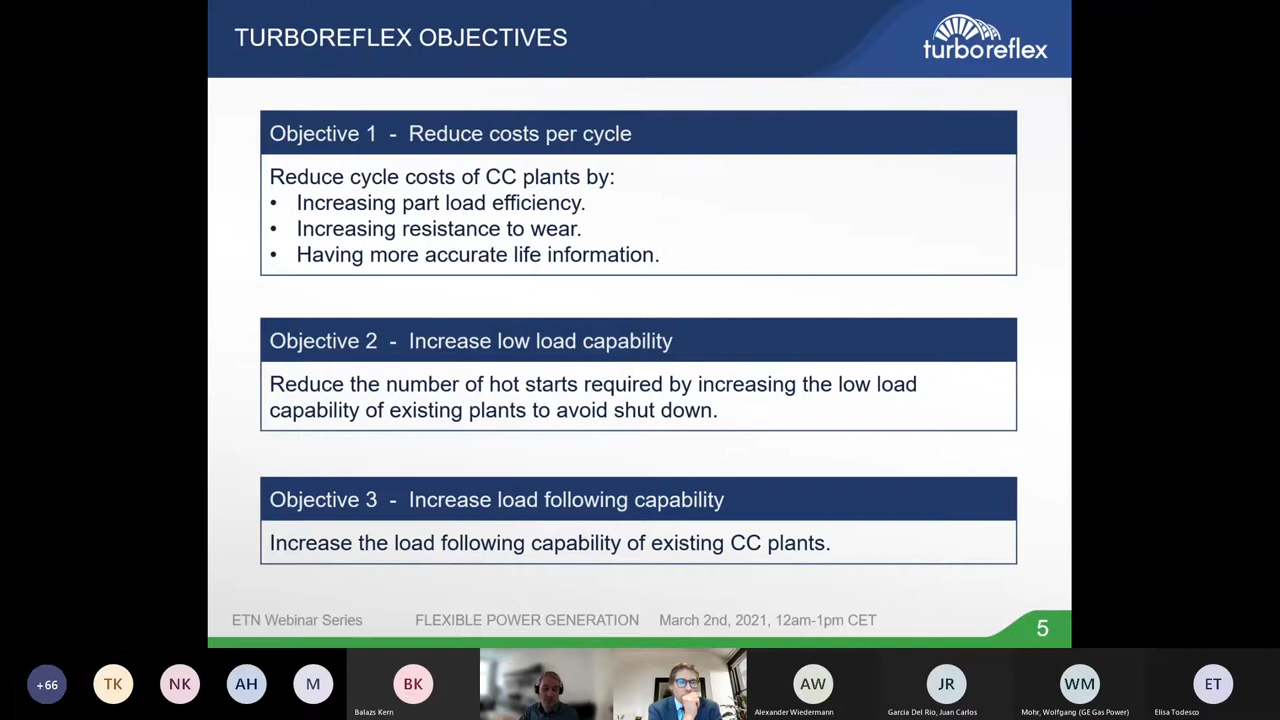 TURBOREFLEX OBJECTIVES
turboreflex
Objective 1 - Reduce costs per cycle
Reduce cycle costs of CC plants by:
• Increasing part load efficiency.
• Increasing resistance to wear.
• Having more accurate life information.
Objective 2 - Increase low load capability
Reduce the number of hot starts required by increasing the low load
capability of existing plants to avoid shut down.
Objective 3 - Increase load following capability
Increase the load following capability of existing CC plants.
ETN Webinar Series FLEXIBLE POWER GENERATION March 2nd, 2021, 12am-1pm CET
5
+66 TK NK AH M BK AW JR WM ET
Balazs Kern Alexander Wiedermann Garcia Del Rio, Juan Carlos Mohr, Wolfgang (GE Gas Power) Elisa Todesco